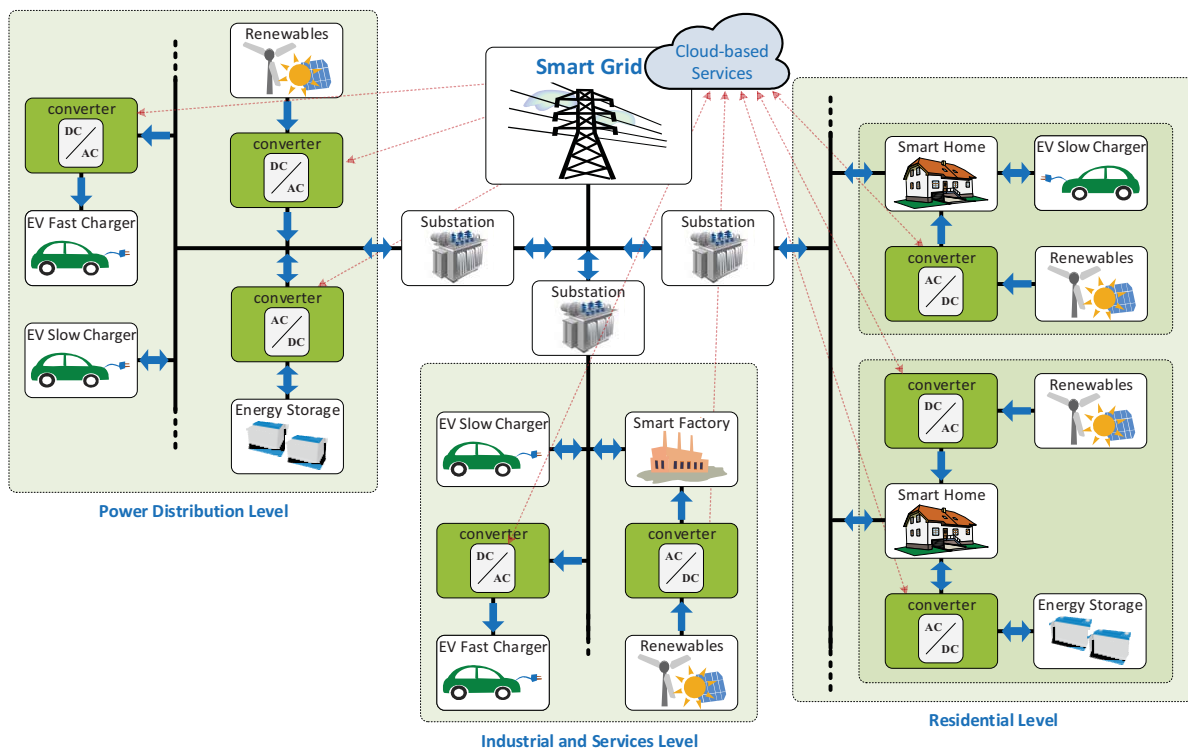 Renewables
converter
DC
AC
converter
DC
AC
EV Fast Charger
converter
AC
DC
EV Slow Charger
Energy Storage
Power Distribution Level
Smart Grid
Cloud-based
Services
Substation
Substation
Substation
EV Slow Charger
Smart Factory
converter
DC
AC
converter
AC
DC
EV Fast Charger
Renewables
Industrial and Services Level
Smart Home
EV Slow Charger
converter
AC
DC
Renewables
converter
DC
AC
Renewables
Smart Home
converter
AC
DC
Energy Storage
Residential Level